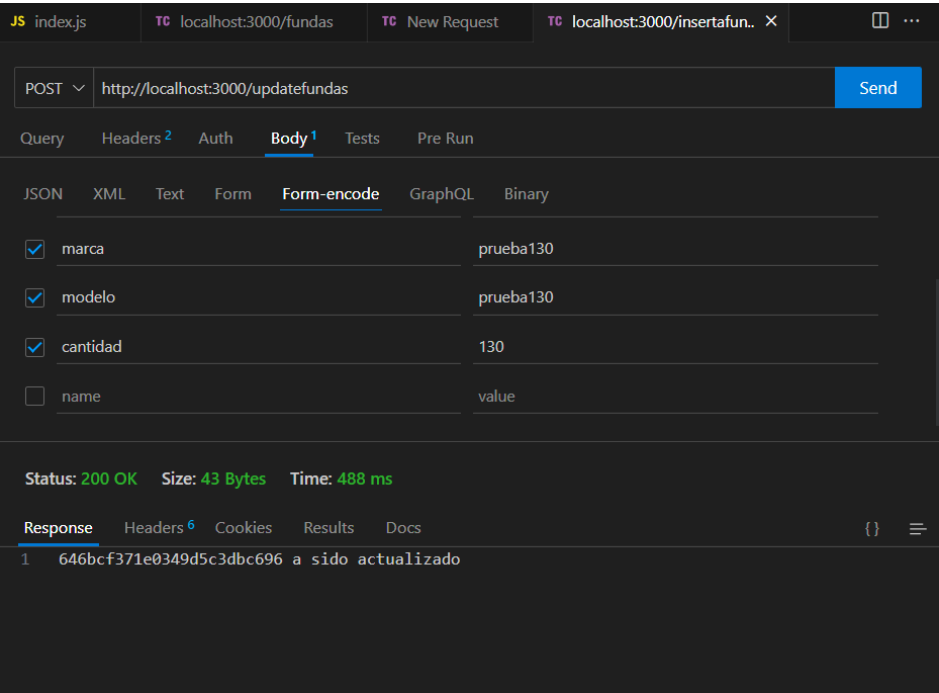 JS index.js TC localhost:3000/fundas TC New Request TC localhost:3000/insertafun.. ×
POST http://localhost:3000/updatefundas Send
Query Headers 2 Auth Body 1 Tests Pre Run
JSON XML Text Form Form-encode GraphQL Binary
marca prueba130
modelo prueba130
cantidad 130
name value
Status: 200 OK Size: 43 Bytes Time: 488 ms
Response Headers 6 Cookies Results Docs { }
1 646bcf371e0349d5c3dbc696 a sido actualizado